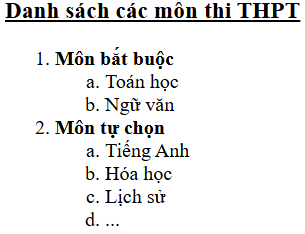 Danh sách các môn thi THPT
1. Môn bắt buộc
a. Toán học
b. Ngữ văn
2. Môn tự chọn
a. Tiếng Anh
b. Hóa học
c. Lịch sử
d. ...